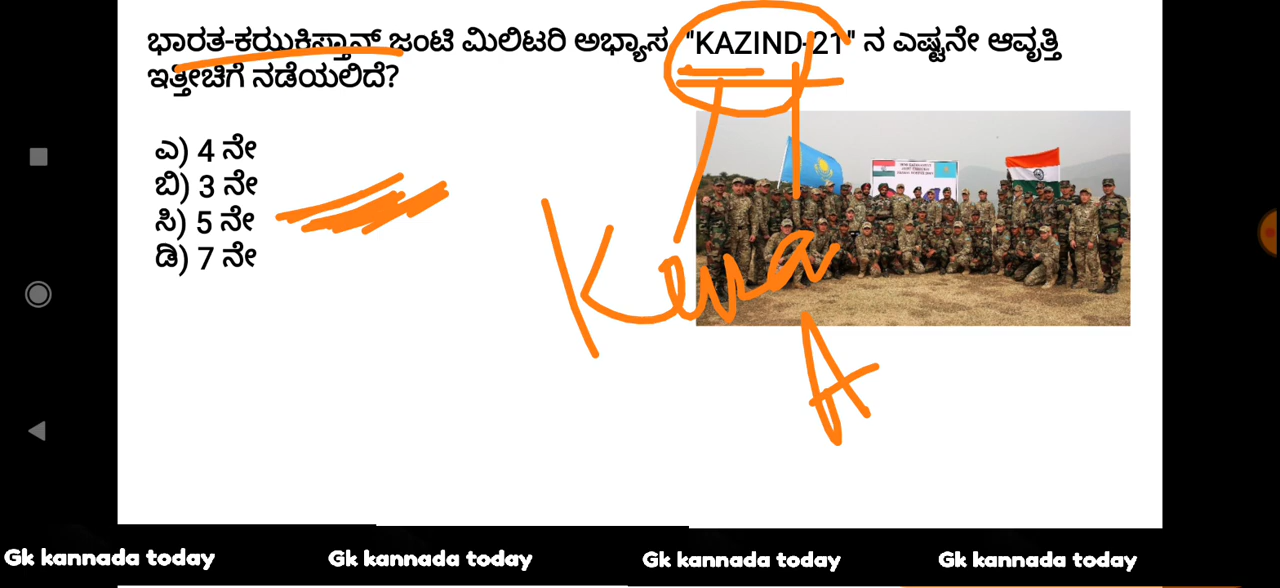 ಭಾರತ-ಕಝಕಿಸ್ತಾನ್ ಜಂಟಿ ಮಿಲಿಟರಿ ಅಭ್ಯಾಸ "KAZIND-21" ನ ಎಷ್ಟನೇ ಆವೃತ್ತಿ
ಇತ್ತೀಚಿಗೆ ನಡೆಯಲಿದೆ?
ಎ) 4 ನೇ
ಬಿ) 3 ನೇ
ಸಿ) 5 ನೇ
ಡಿ) 7 ನೇ
A
Gk kannada today Gk kannada today Gk kannada today Gk kannada today